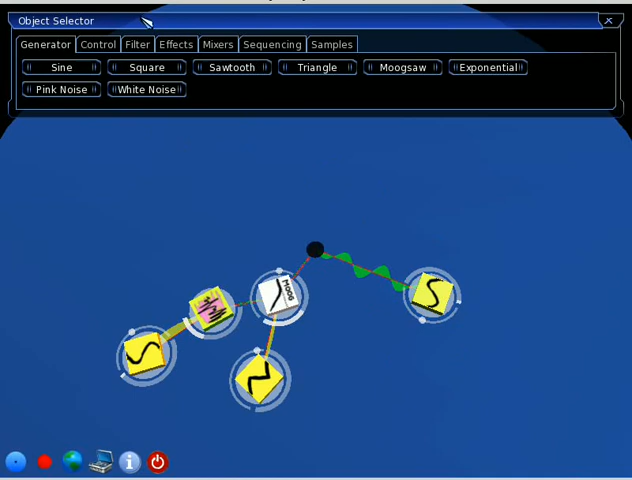 Object Selector
Generator Control Filter Effects Mixers Sequencing Samples
Sine Square Sawtooth Triangle Moogsaw Exponential
Pink Noise White Noise
MOOG